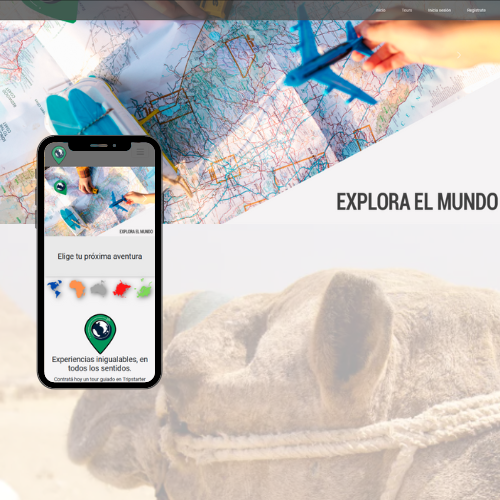 Inicio Tours Inicia sesión Registrate
EXPLORA EL MUNDO
EXPLORA EL MUNDO
Elige tu próxima aventura
Experiencias inigualables, en
todos los sentidos.
Contratá hoy un tour guiado en Tripstarter